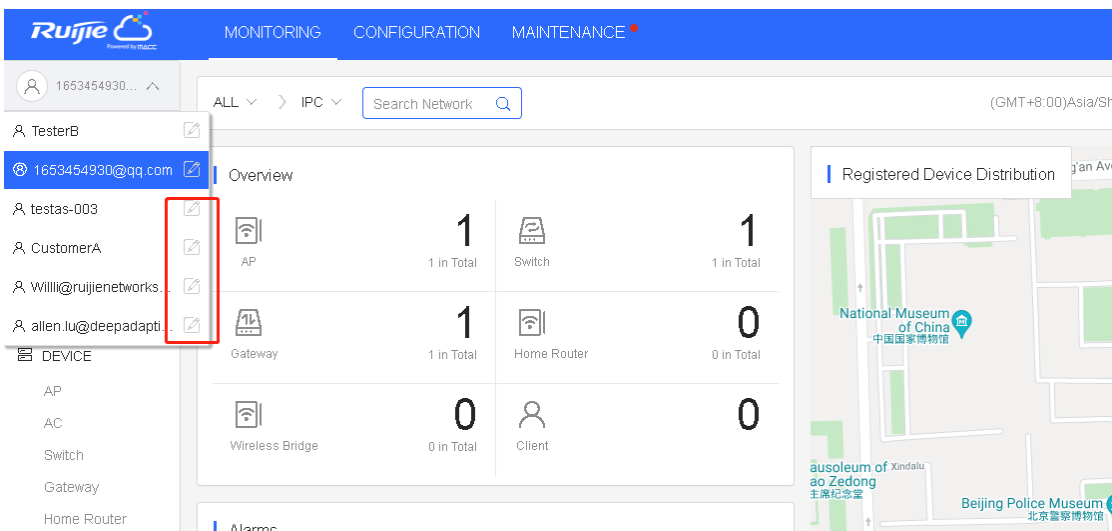 Ruijie
Powered by MACC
MONITORING
CONFIGURATION
MAINTENANCE
1653454930...
ALL
IPC
Search Network
(GMT+8:00)Asia/Sh
TesterB
1653454930@qq.com
testas-003
CustomerA
Willli@ruijienetworks...
allen.lu@deepadapti...
DEVICE
AP
AC
Switch
Gateway
Home Router
Overview
1
AP
1 in Total
1
Switch
1 in Total
1
Gateway
1 in Total
0
Home Router
0 in Total
0
Wireless Bridge
0 in Total
0
Client
Alarms
Registered Device Distribution
g'an Av
National Museum
of China
中国国家博物馆
ausoleum of
ao Zedong
主席纪念堂
Xindalu
Beijing Police Museum
北京警察博物馆